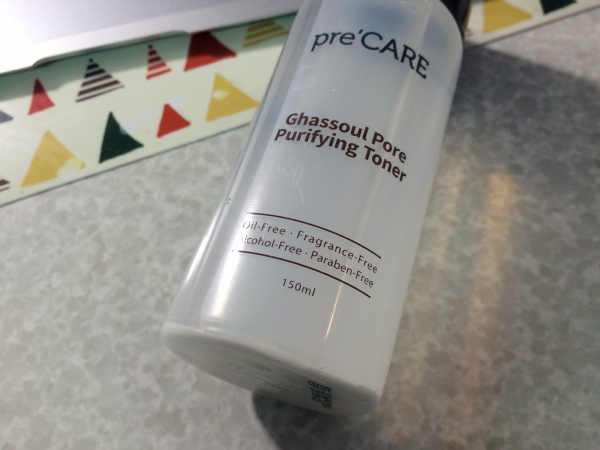 pre'CARE
Ghassoul Pore
Purifying Toner
Oil-Free · Fragrance-Free
Alcohol-Free · Paraben-Free
150ml